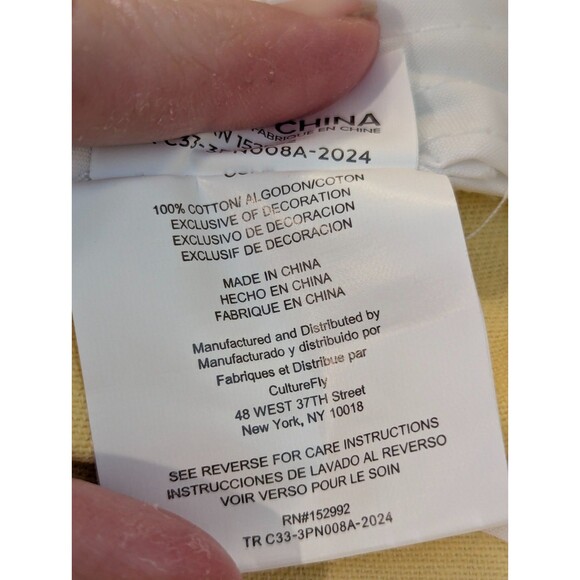 CHINA
FABRIQUE EN CHINE
008A-2024
100% COTTON/ ALGODON/COTON
EXCLUSIVE OF DECORATION
EXCLUSIVO DE DECORACION
EXCLUSIF DE DECORACION
MADE IN CHINA
HECHO EN CHINA
FABRIQUE EN CHINA
Manufactured and Distributed by
Manufacturado y distribuido por
Fabriques et Distribue par
CultureFly
48 WEST 37TH Street
New York, NY 10018
SEE REVERSE FOR CARE INSTRUCTIONS
INSTRUCCIONES DE LAVADO AL REVERSO
VOIR VERSO POUR LE SOIN
RN#152992
TR C33-3PN008A-2024